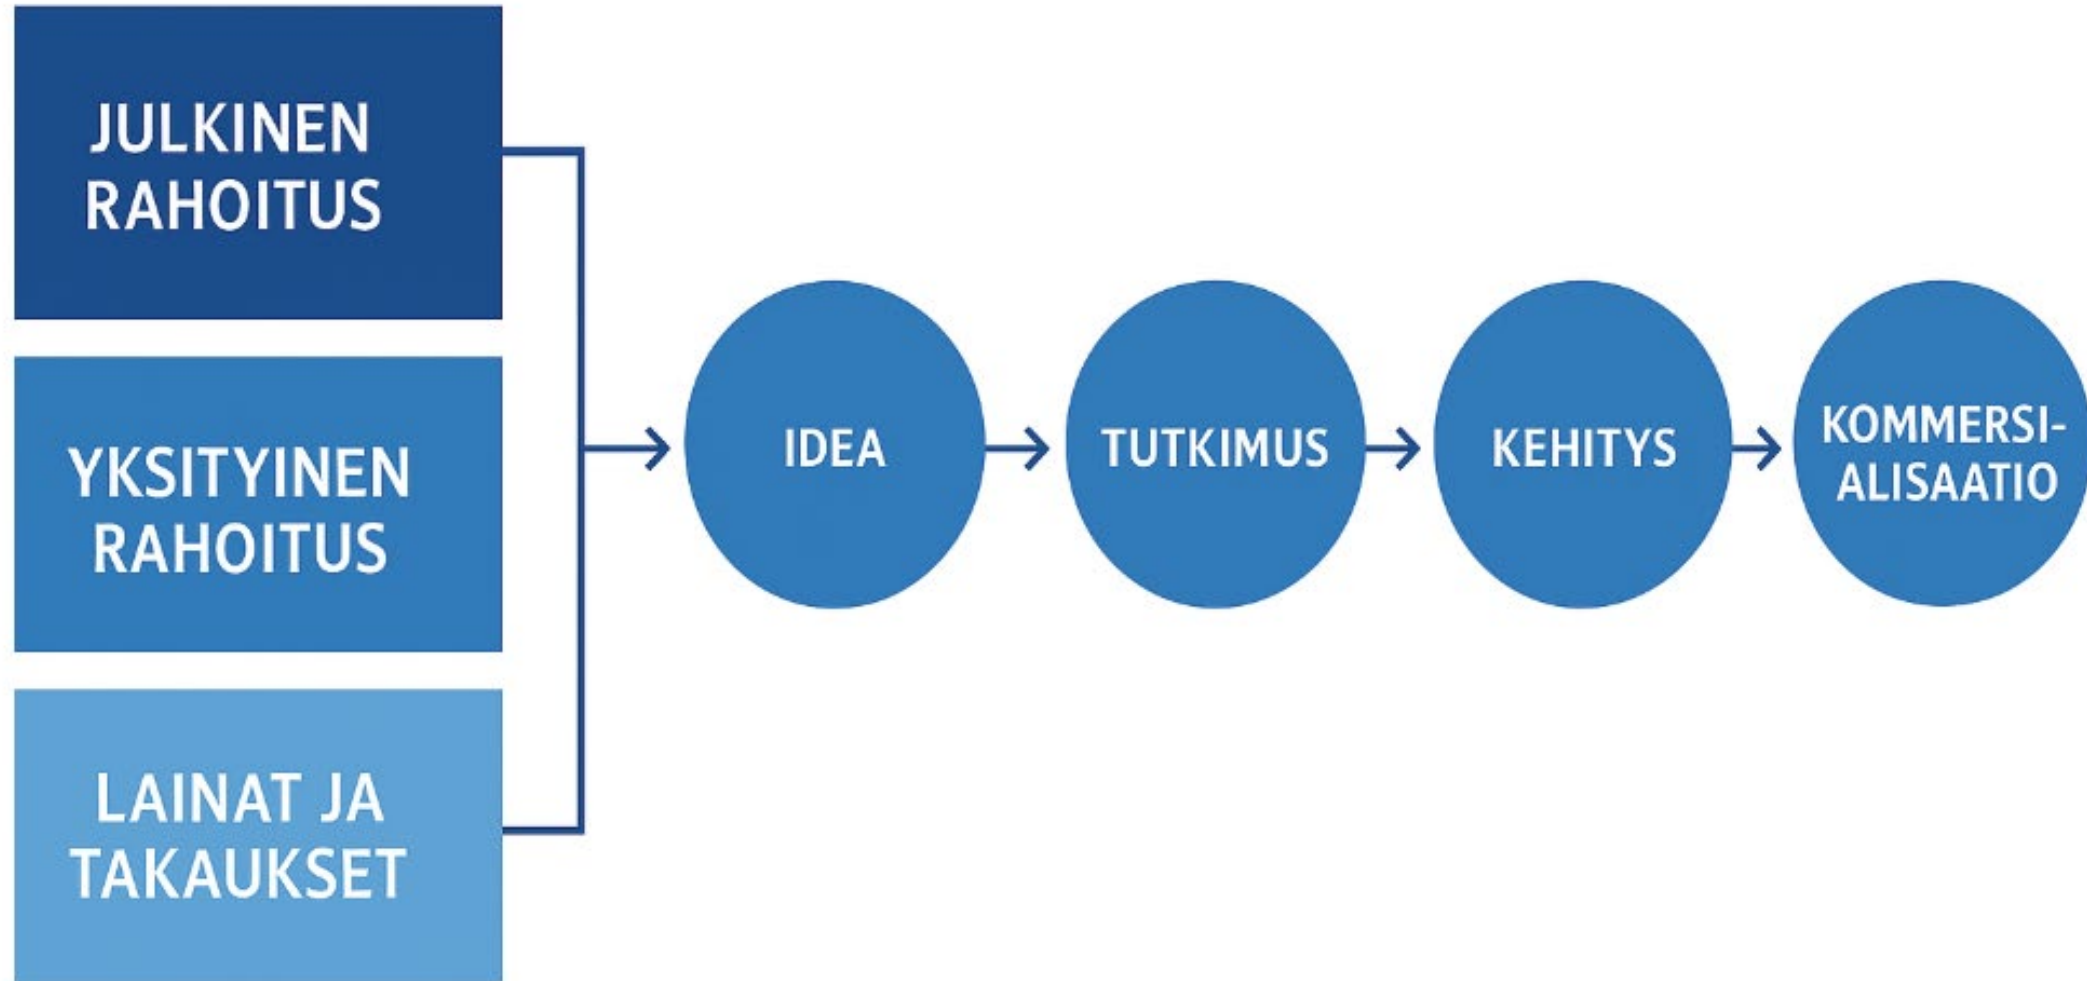 JULKINEN
RAHOITUS
YKSITYINEN
RAHOITUS
LAINAT JA
TAKAUKSET
IDEA
TUTKIMUS
KEHITYS
KOMMERSI-
ALISAATIO